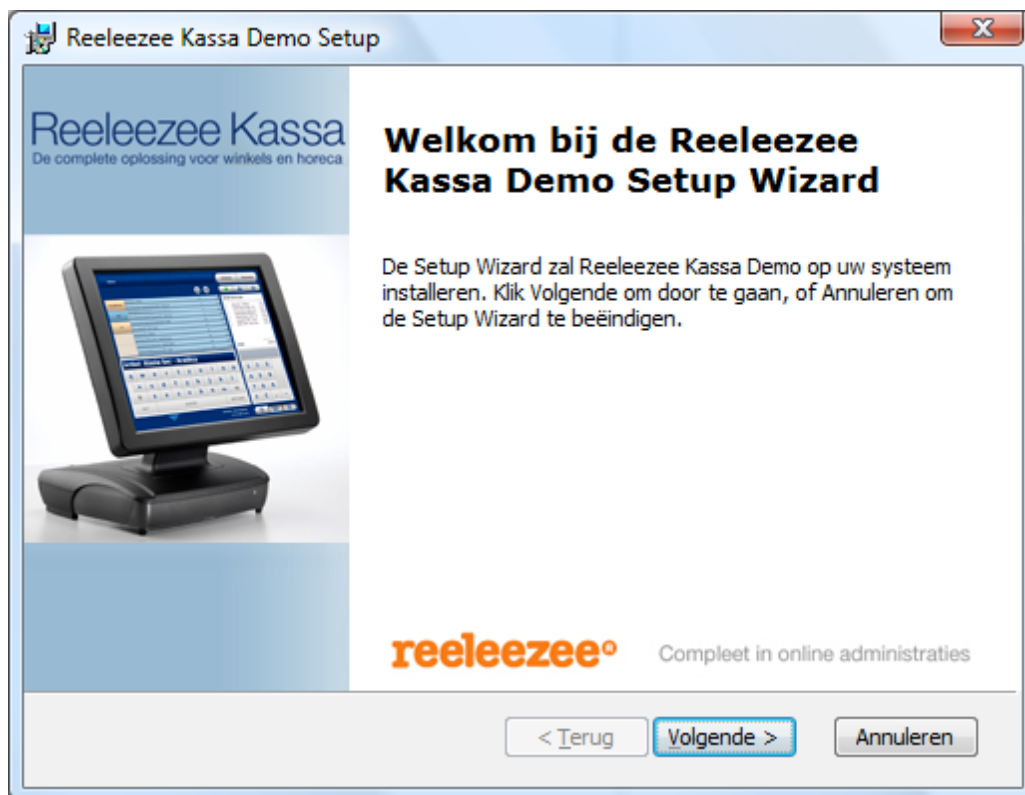 Reeleezee Kassa Demo Setup
Reeleezee Kassa
De complete oplossing voor winkels en horeca
Welkom bij de Reeleezee
Kassa Demo Setup Wizard
De Setup Wizard zal Reeleezee Kassa Demo op uw systeem
installeren. Klik Volgende om door te gaan, of Annuleren om
de Setup Wizard te beëindigen.
reeleezee®
Compleet in online administraties
< Terug
Volgende >
Annuleren